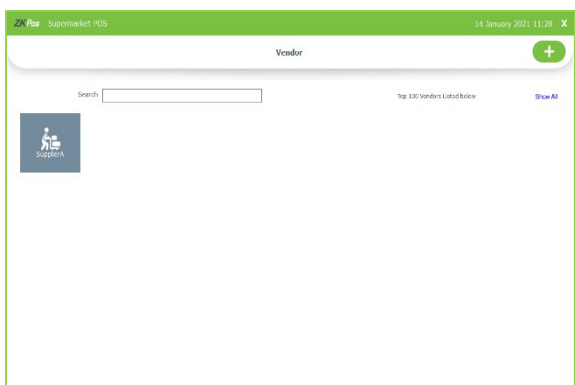 ZKPos Supermarket POS 14 January 2021 11:28 X
Vendor
+
Search Top 100 Vendors Listed below Show All
SupplierA